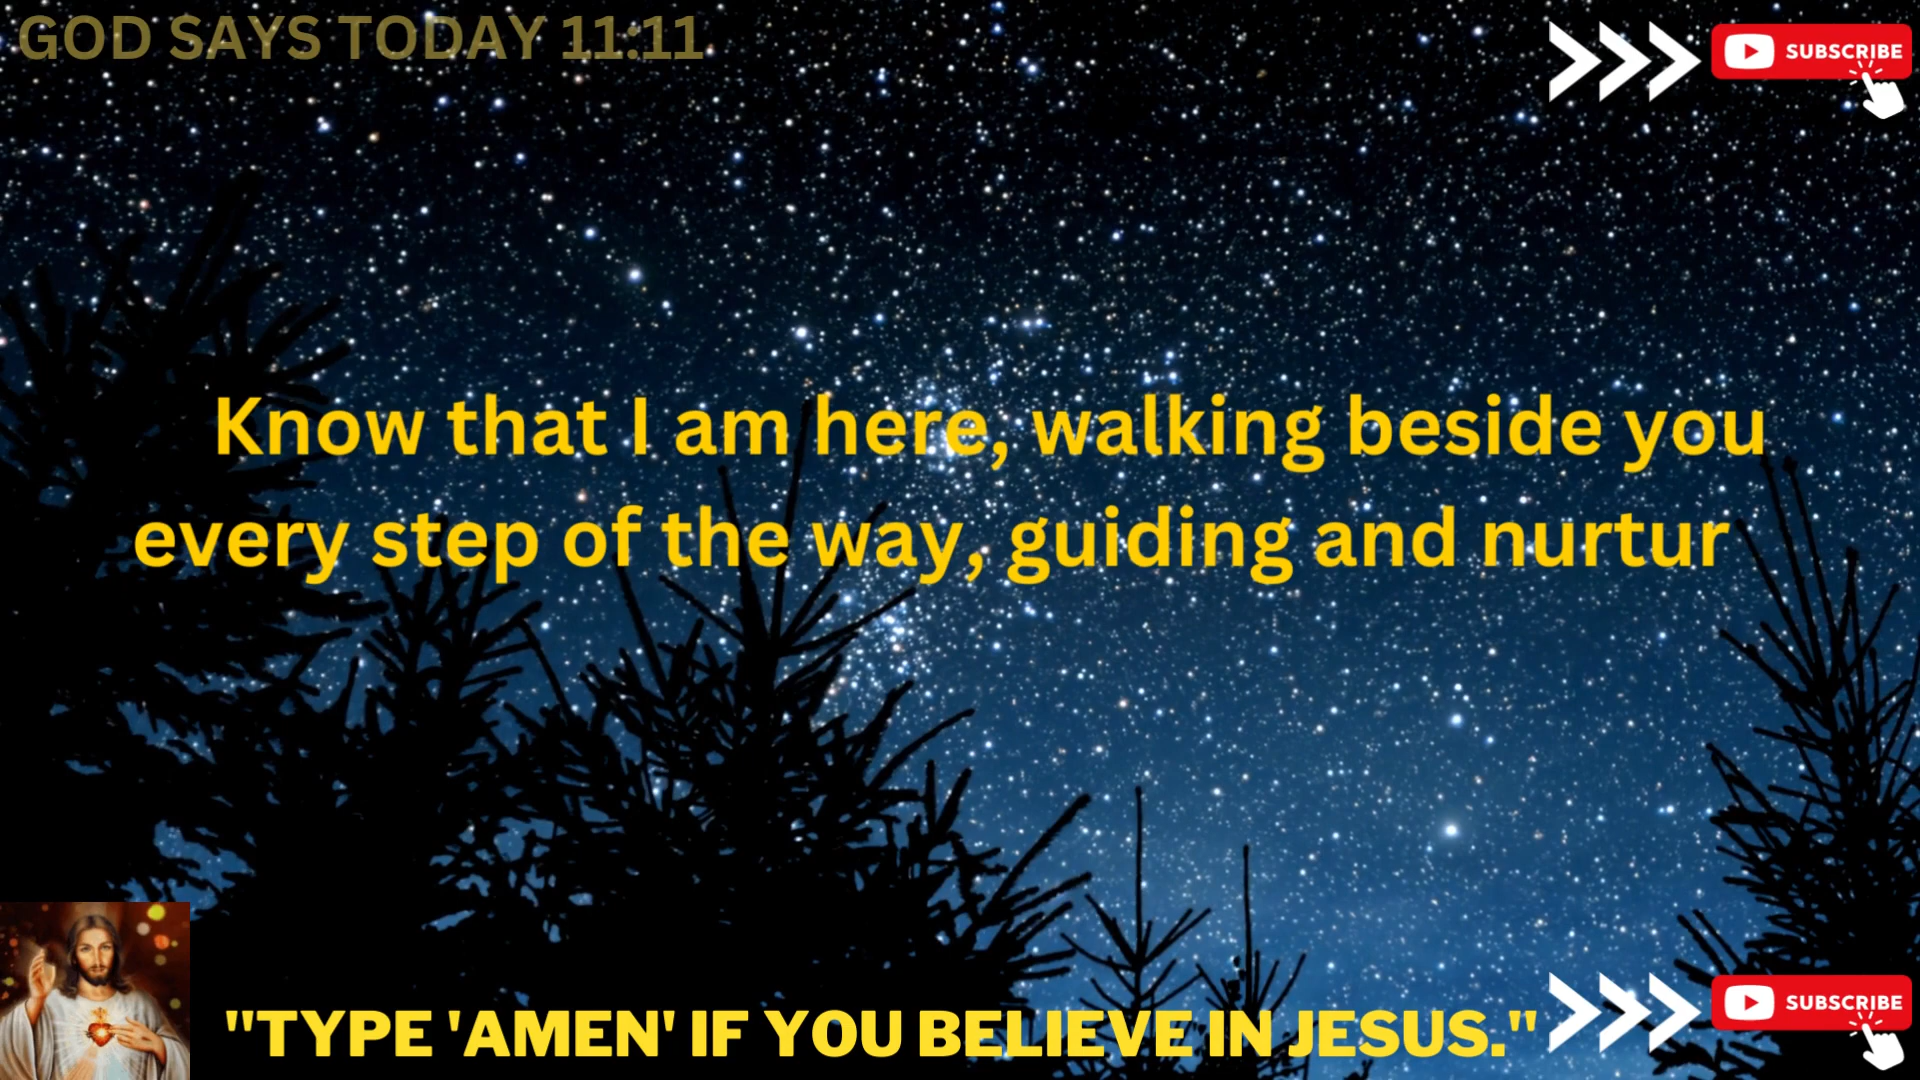 GOD SAYS TODAY 11:11
SUBSCRIBE
Know that I am here, walking beside you
every step of the way, guiding and nurtur
"TYPE 'AMEN' IF YOU BELIEVE IN JESUS."
SUBSCRIBE